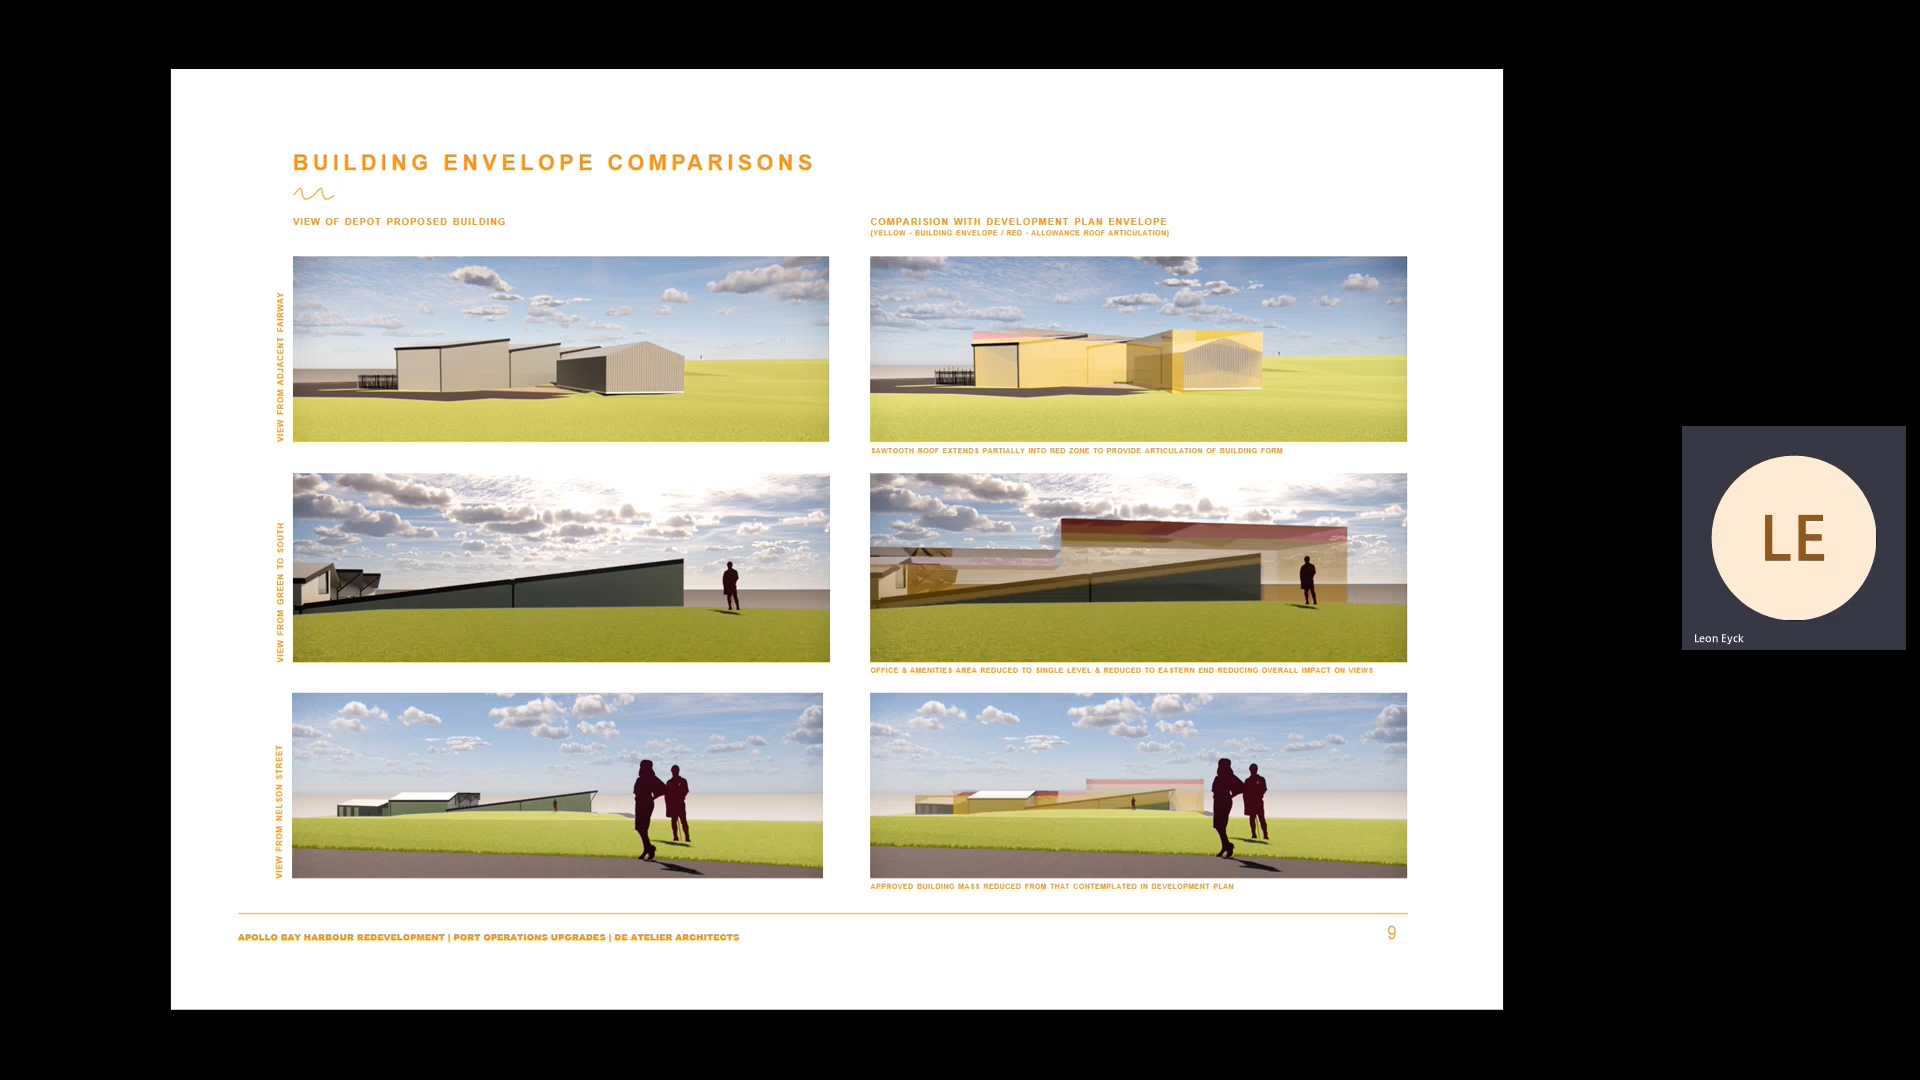 BUILDING ENVELOPE COMPARISONS
VIEW OF DEPOT PROPOSED BUILDING
COMPARISION WITH DEVELOPMENT PLAN ENVELOPE
(YELLOW - BUILDING ENVELOPE / RED - ALLOWANCE ROOF ARTICULATION)
VIEW FROM ADJACENT FAIRWAY
SAWTOOTH ROOF EXTENDS PARTIALLY INTO RED ZONE TO PROVIDE ARTICULATION OF BUILDING FORM
VIEW FROM GREEN TO SOUTH
OFFICE & AMENITIES AREA REDUCED TO SINGLE LEVEL & REDUCED TO EASTERN END REDUCING OVERALL IMPACT ON VIEWS
VIEW FROM NELSON STREET
APPROVED BUILDING MASS REDUCED FROM THAT CONTEMPLATED IN DEVELOPMENT PLAN
APOLLO BAY HARBOUR REDEVELOPMENT | PORT OPERATIONS UPGRADES | DE ATELIER ARCHITECTS
9
LE
Leon Eyck